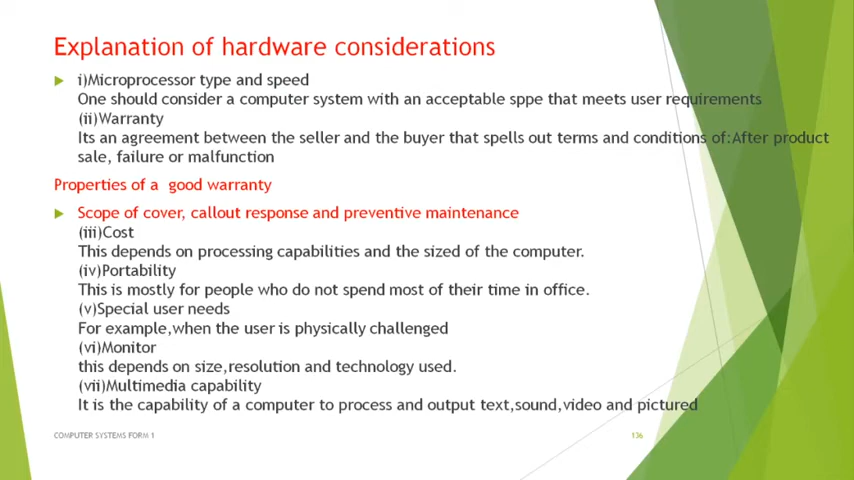 Explanation of hardware considerations
i)Microprocessor type and speed
One should consider a computer system with an acceptable sppe that meets user requirements
(ii)Warranty
Its an agreement between the seller and the buyer that spells out terms and conditions of:After product
sale, failure or malfunction
Properties of a good warranty
Scope of cover, callout response and preventive maintenance
(iii)Cost
This depends on processing capabilities and the sized of the computer.
(iv)Portability
This is mostly for people who do not spend most of their time in office.
(v)Special user needs
For example,when the user is physically challenged
(vi)Monitor
this depends on size,resolution and technology used.
(vii)Multimedia capability
It is the capability of a computer to process and output text,sound,video and pictured
COMPUTER SYSTEMS FORM 1
136